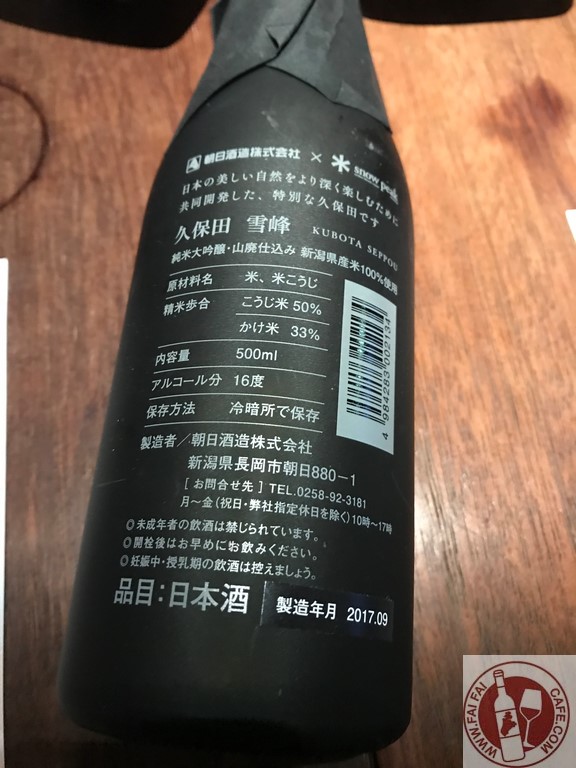 朝日酒造株式会社 × snow peak
日本の美しい自然をより深く楽しむために
共同開発した、特別な久保田です
久保田 雪峰 KUBOTA SEPPOU
純米大吟醸・山廃仕込み 新潟県産米100%使用
原材料名 米、米こうじ
精米歩合 こうじ米 50%
かけ米 33%
内容量 500ml
アルコール分 16度
保存方法 冷暗所で保存
4 984283 002134
製造者／朝日酒造株式会社
新潟県長岡市朝日880−1
[お問合せ先] TEL.0258-92-3181
月〜金(祝日・弊社指定休日を除く)10時〜17時
◎未成年者の飲酒は禁じられています。
◎開栓後はお早めにお飲みください。
◎妊娠中・授乳期の飲酒は控えましょう。
品目:日本酒 製造年月 2017.09
WWW.FAI FAI CAFE.COM